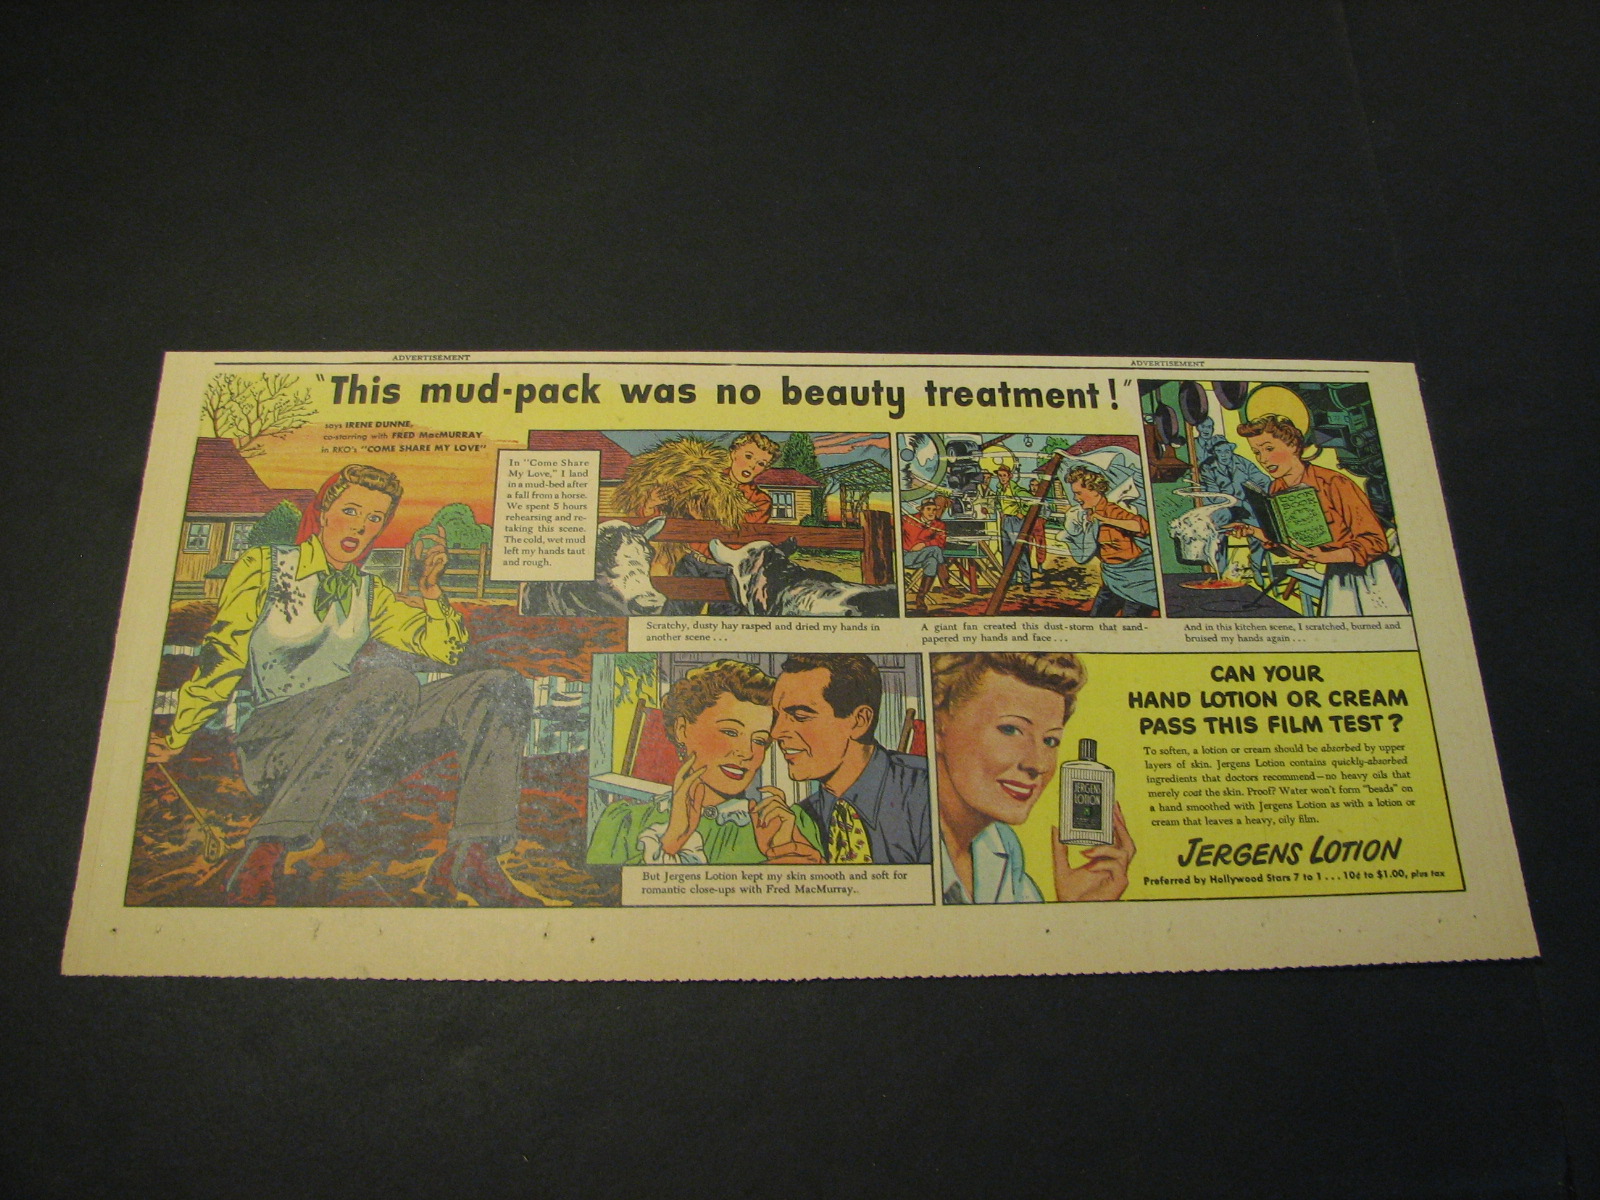 ADVERTISEMENT
ADVERTISEMENT
"This mud-pack was no beauty treatment!"
says IRENE DUNNE,
co-starring with FRED MacMURRAY
in RKO's "COME SHARE MY LOVE"
In "Come Share
My Love," I land
in a mud-bed after
a fall from a horse.
We spent 5 hours
rehearsing and re-
taking this scene.
The cold, wet mud
left my hands taut
and rough.
Scratchy, dusty hay rasped and dried my hands in
another scene...
A giant fan created this dust-storm that sand-
papered my hands and face...
COOK BOOK
And in this kitchen scene, I scratched, burned and
bruised my hands again...
But Jergens Lotion kept my skin smooth and soft for
romantic close-ups with Fred MacMurray..
JERGENS
LOTION
CAN YOUR
HAND LOTION OR CREAM
PASS THIS FILM TEST?
To soften, a lotion or cream should be absorbed by upper
layers of skin. Jergens Lotion contains quickly-absorbed
ingredients that doctors recommend—no heavy oils that
merely coat the skin. Proof? Water won't form "beads" on
a hand smoothed with Jergens Lotion as with a lotion or
cream that leaves a heavy, oily film.
JERGENS LOTION
Preferred by Hollywood Stars 7 to 1...10¢ to $1.00, plus tax